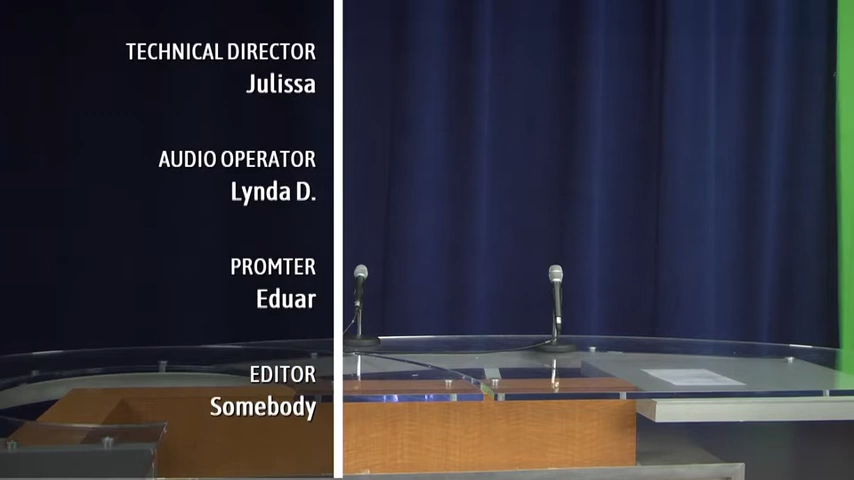 TECHNICAL DIRECTOR
Julissa
AUDIO OPERATOR
Lynda D.
PROMTER
Eduar
EDITOR
Somebody